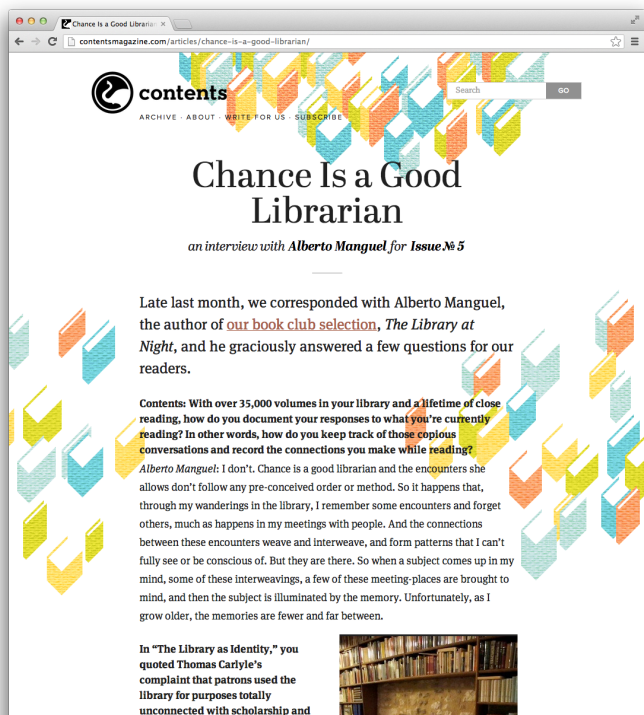 Chance Is a Good Librarian
contentsmagazine.com/articles/chance-is-a-good-librarian/
contents
Search
GO
ARCHIVE · ABOUT · WRITE FOR US · SUBSCRIBE
Chance Is a Good
Librarian
an interview with Alberto Manguel for Issue № 5
Late last month, we corresponded with Alberto Manguel,
the author of our book club selection, The Library at
Night, and he graciously answered a few questions for our
readers.
Contents: With over 35,000 volumes in your library and a lifetime of close
reading, how do you document your responses to what you're currently
reading? In other words, how do you keep track of those copious
conversations and record the connections you make while reading?
Alberto Manguel: I don't. Chance is a good librarian and the encounters she
allows don't follow any pre-conceived order or method. So it happens that,
through my wanderings in the library, I remember some encounters and forget
others, much as happens in my meetings with people. And the connections
between these encounters weave and interweave, and form patterns that I can't
fully see or be conscious of. But they are there. So when a subject comes up in my
mind, some of these interweavings, a few of these meeting-places are brought to
mind, and then the subject is illuminated by the memory. Unfortunately, as I
grow older, the memories are fewer and far between.
In “The Library as Identity,” you
quoted Thomas Carlyle's
complaint that patrons used the
library for purposes totally
unconnected with scholarship and